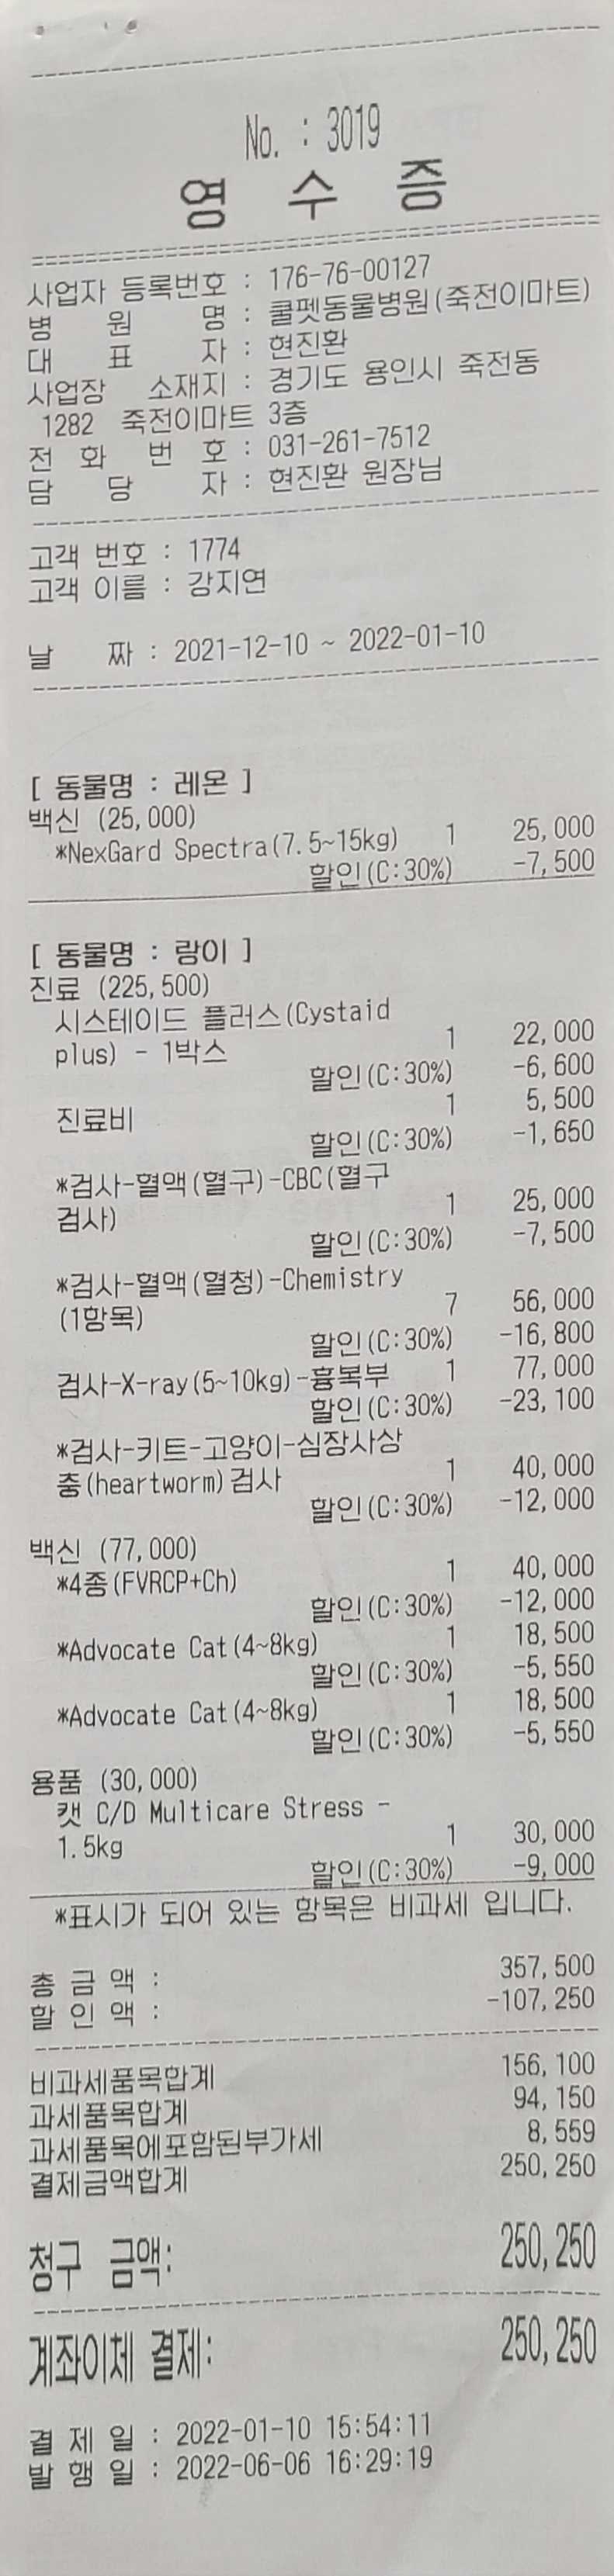 No. : 3019
영 수 증
사업자 등록번호 : 176-76-00127
병 원 명 : 쿨펫동물병원(죽전이마트)
대 표 자 : 현진환
사업장 소재지 : 경기도 용인시 죽전동
1282 죽전이마트 3층
전 화 번 호 : 031-261-7512
담 당 자 : 현진환 원장님
고객 번호 : 1774
고객 이름 : 강지연
날 짜 : 2021-12-10 ~ 2022-01-10
[ 동물명 : 레온 ]
백신 (25,000)
*NexGard Spectra(7.5~15kg) 1 25,000
할인(C:30%) -7,500
[ 동물명 : 랑이 ]
진료 (225,500)
시스테이드 플러스(Cystaid
plus) - 1박스 1 22,000
할인(C:30%) -6,600
진료비 1 5,500
할인(C:30%) -1,650
*검사-혈액(혈구)-CBC(혈구
검사) 1 25,000
할인(C:30%) -7,500
*검사-혈액(혈청)-Chemistry
(1항목) 7 56,000
할인(C:30%) -16,800
검사-X-ray(5~10kg)-흉복부 1 77,000
할인(C:30%) -23,100
*검사-키트-고양이-심장사상
충(heartworm)검사 1 40,000
할인(C:30%) -12,000
백신 (77,000)
*4종(FVRCP+Ch) 1 40,000
할인(C:30%) -12,000
*Advocate Cat(4~8kg) 1 18,500
할인(C:30%) -5,550
*Advocate Cat(4~8kg) 1 18,500
할인(C:30%) -5,550
용품 (30,000)
캣 C/D Multicare Stress -
1.5kg 1 30,000
할인(C:30%) -9,000
*표시가 되어 있는 항목은 비과세 입니다.
총 금 액 : 357,500
할 인 액 : -107,250
비과세품목합계 156,100
과세품목합계 94,150
과세품목에포함된부가세 8,559
결제금액합계 250,250
청구 금액: 250,250
계좌이체 결제: 250,250
결 제 일 : 2022-01-10 15:54:11
발 행 일 : 2022-06-06 16:29:19